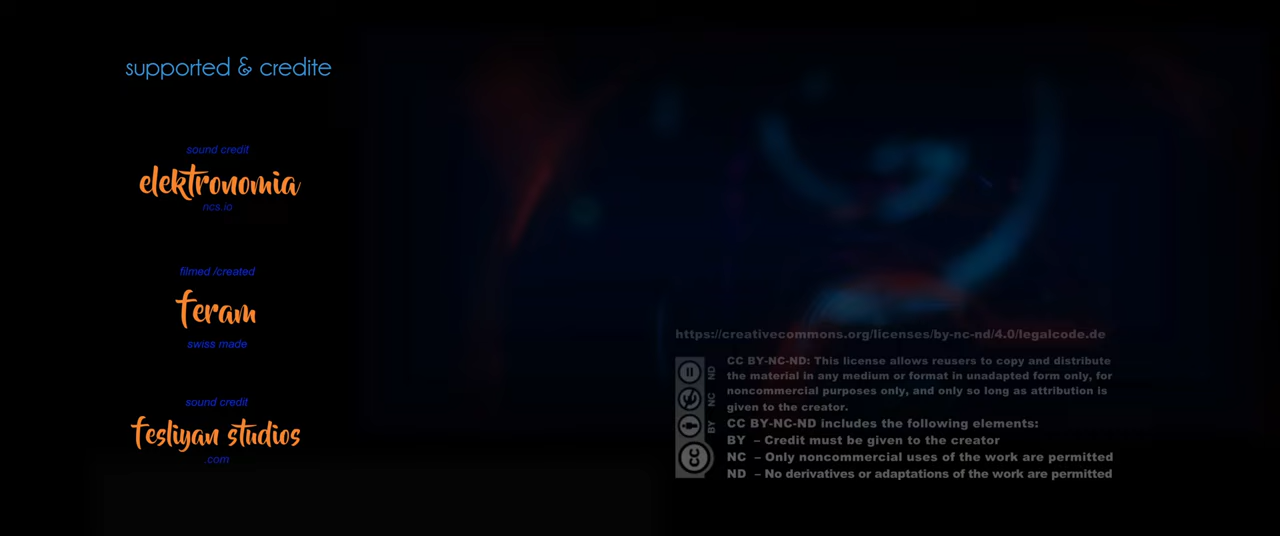 supported & credite
sound credit
elektronomia
ncs.io
filmed /created
feram
swiss made
sound credit
fesliyan studios
.com
https://creativecommons.org/licenses/by-nc-nd/4.0/legalcode.de
CC BY-NC-ND: This license allows reusers to copy and distribute
the material in any medium or format in unadapted form only, for
noncommercial purposes only, and only so long as attribution is
given to the creator.
CC BY-NC-ND includes the following elements:
BY – Credit must be given to the creator
NC – Only noncommercial uses of the work are permitted
ND – No derivatives or adaptations of the work are permitted
ND
NC
BY
CC